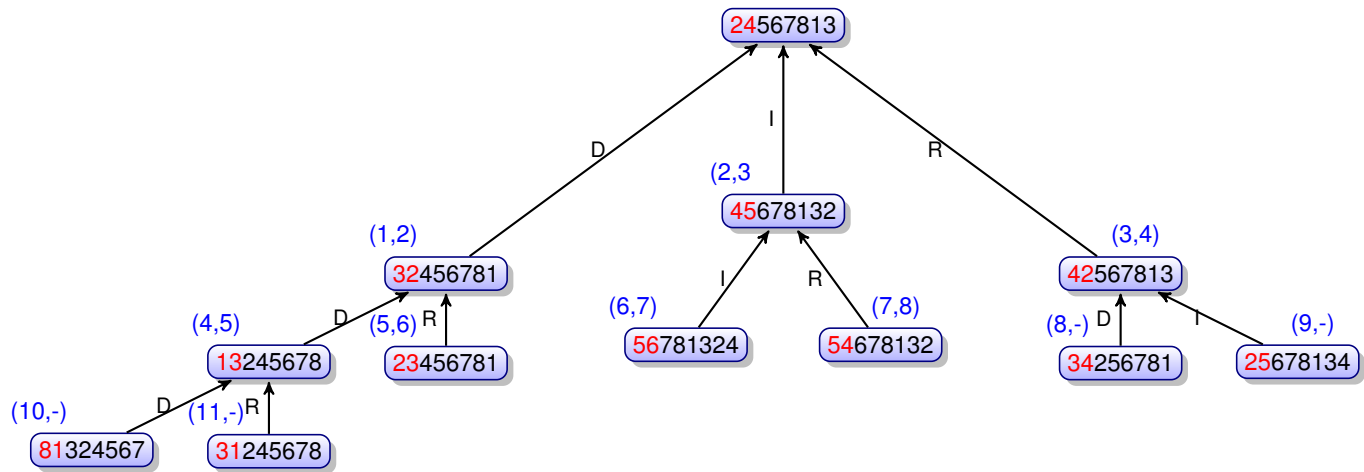 24567813
D
I
R
(2,3
45678132
(1,2)
(3,4)
32456781
42567813
I
R
(6,7)
(7,8)
(4,5)
D
(5,6)
R
(8,-)
D
I
(9,-)
56781324
54678132
13245678
23456781
34256781
25678134
(10,-)
D
(11,-)
R
81324567
31245678